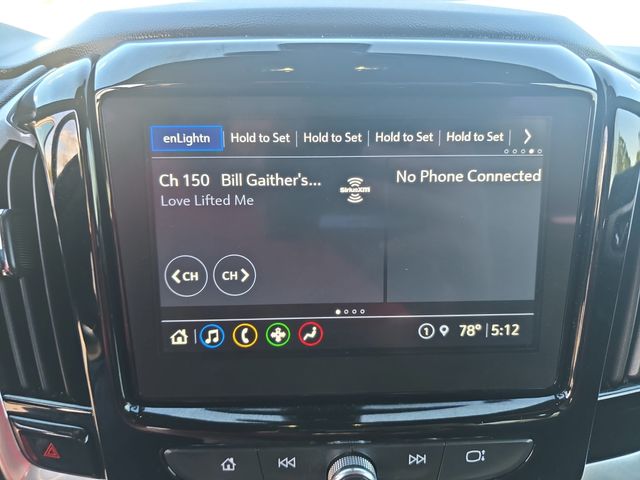 enLightn Hold to Set Hold to Set Hold to Set Hold to Set
Ch 150 Bill Gaither's... SiriusXM No Phone Connected
Love Lifted Me
CH CH
1 78° 5:12